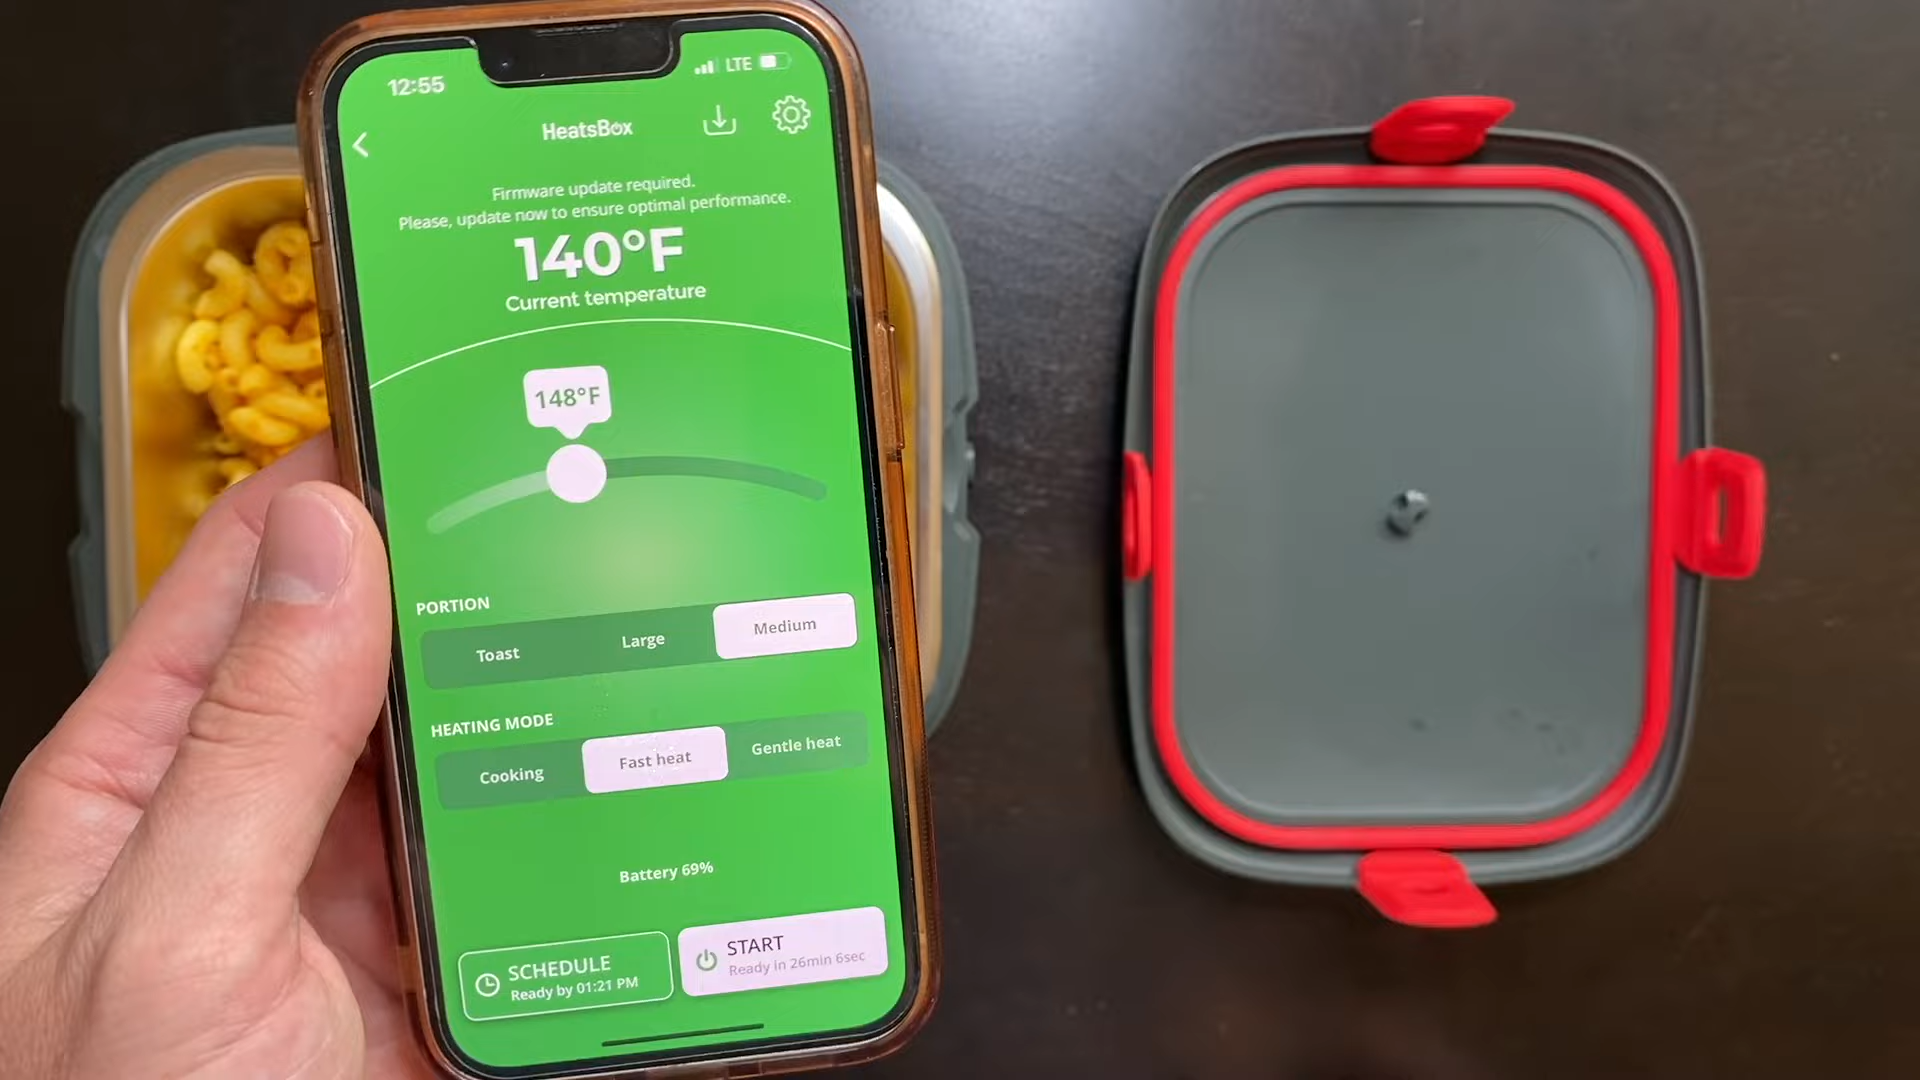 12:55
LTE
HeatsBox
Firmware update required.
Please, update now to ensure optimal performance.
140°F
Current temperature
148°F
PORTION
Toast
Large
Medium
HEATING MODE
Cooking
Fast heat
Gentle heat
Battery 69%
SCHEDULE
Ready by 01:21 PM
START
Ready in 26min 6sec